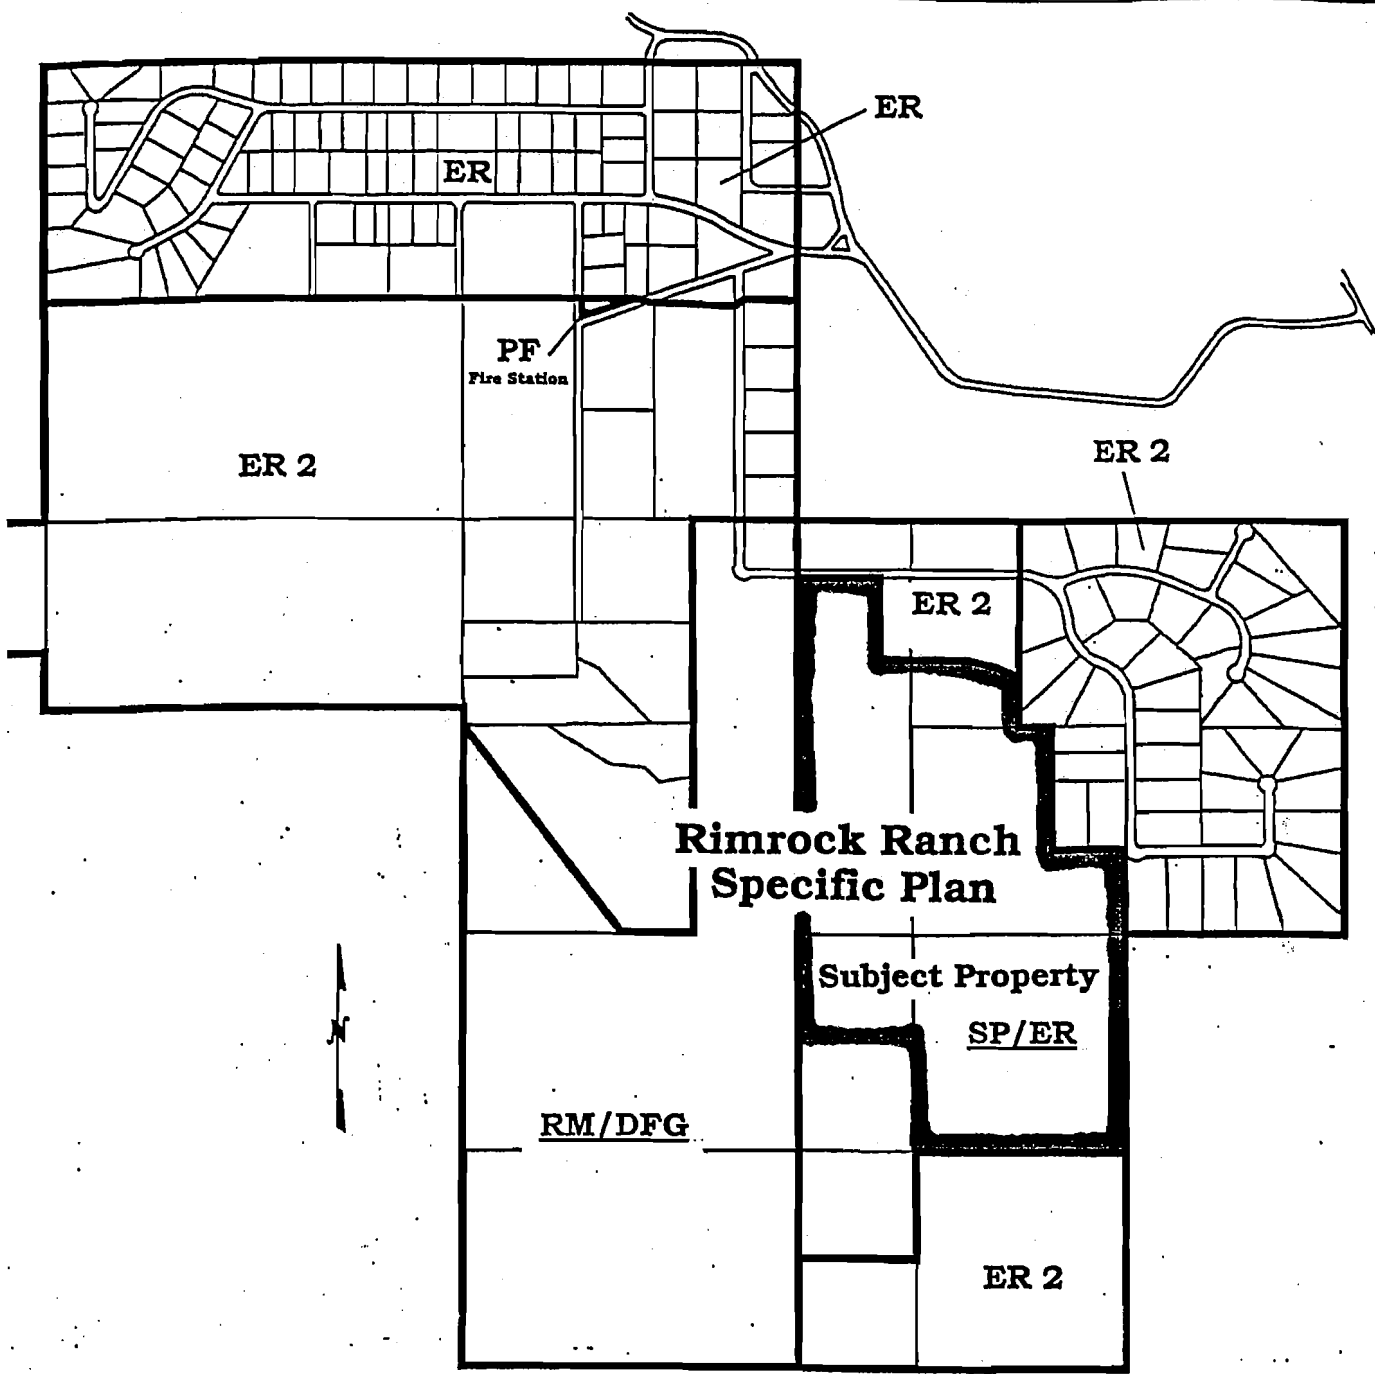 ER
ER
PF
Fire Station
ER 2
ER 2
ER 2
Rimrock Ranch
Specific Plan
Subject Property
SP/ER
N
RM/DFG
ER 2